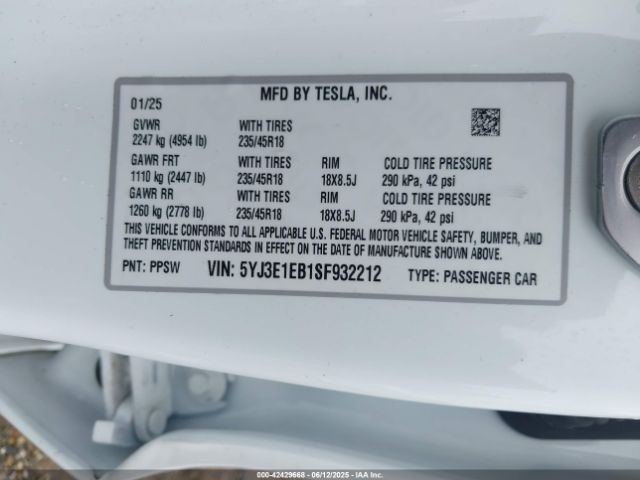 MFD BY TESLA, INC.
01/25
GVWR WITH TIRES
2247 kg (4954 lb) 235/45R18
GAWR FRT WITH TIRES RIM COLD TIRE PRESSURE
1110 kg (2447 lb) 235/45R18 18X8.5J 290 kPa, 42 psi
GAWR RR WITH TIRES RIM COLD TIRE PRESSURE
1260 kg (2778 lb) 235/45R18 18X8.5J 290 kPa, 42 psi
THIS VEHICLE CONFORMS TO ALL APPLICABLE U.S. FEDERAL MOTOR VEHICLE SAFETY, BUMPER, AND
THEFT PREVENTION STANDARDS IN EFFECT ON THE DATE OF MANUFACTURE SHOWN ABOVE.
PNT: PPSW VIN: 5YJ3E1EB1SF932212 TYPE: PASSENGER CAR
000-42429668 - 06/12/2025 - IAAI, Inc.